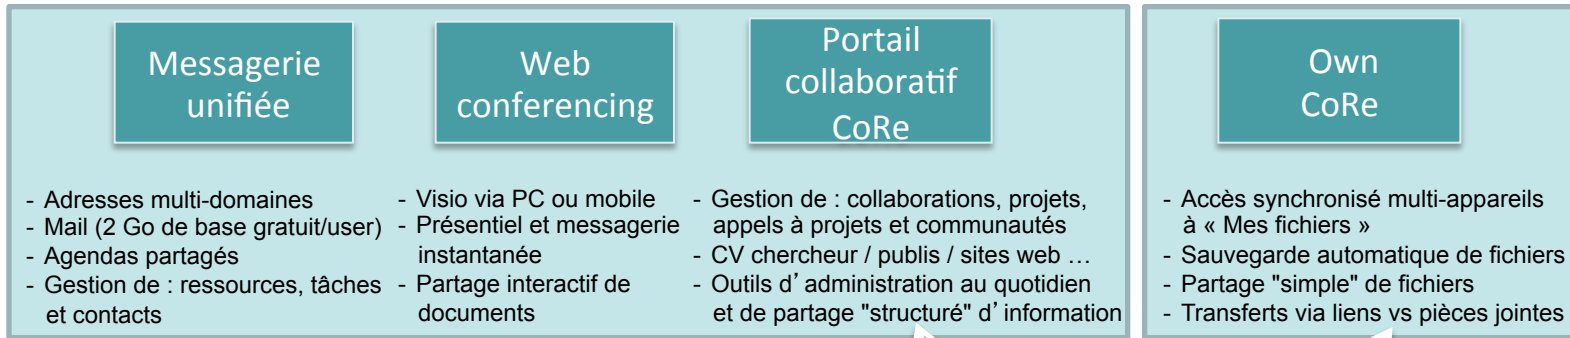 Messagerie
unifiée
- Adresses multi-domaines
- Mail (2 Go de base gratuit/user)
- Agendas partagés
- Gestion de : ressources, tâches
et contacts
Web
conferencing
- Visio via PC ou mobile
- Présentiel et messagerie
instantanée
- Partage interactif de
documents
Portail
collaboratif
CoRe
- Gestion de : collaborations, projets,
appels à projets et communautés
- CV chercheur / publis / sites web ...
- Outils d’administration au quotidien
et de partage "structuré" d’information
Own
CoRe
- Accès synchronisé multi-appareils
à « Mes fichiers »
- Sauvegarde automatique de fichiers
- Partage "simple" de fichiers
- Transferts via liens vs pièces jointes